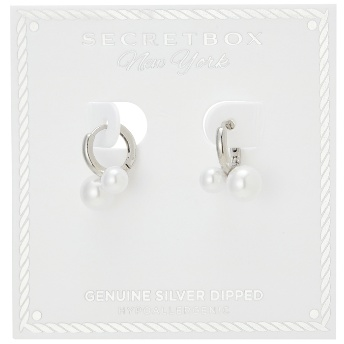 SECRETBOX
New York
GENUINE SILVER DIPPED